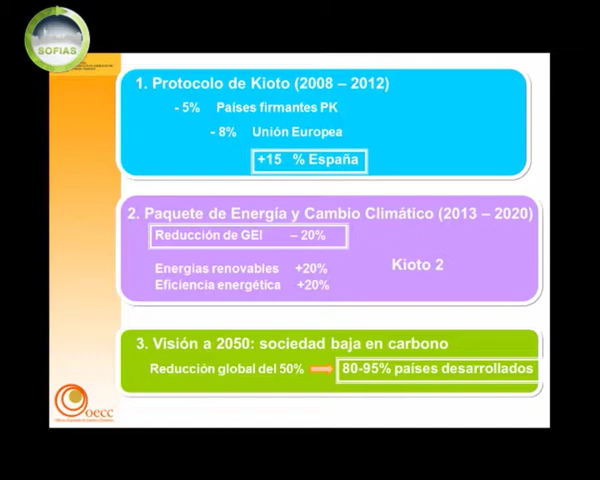 SOFIAS
1. Protocolo de Kioto (2008 – 2012)
- 5% Países firmantes PK
- 8% Unión Europea
+15 % España
2. Paquete de Energía y Cambio Climático (2013 – 2020)
Reducción de GEI – 20%
Energías renovables +20%
Kioto 2
Eficiencia energética +20%
3. Visión a 2050: sociedad baja en carbono
Reducción global del 50% 80-95% países desarrollados
oecc